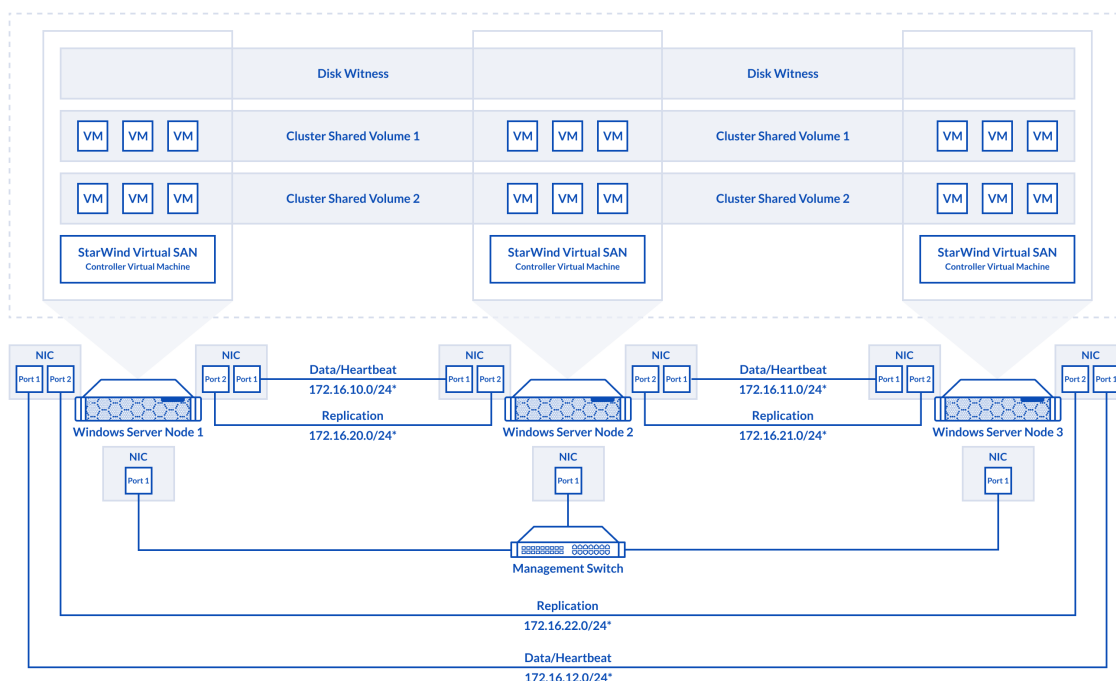 Disk Witness Disk Witness
VM VM VM Cluster Shared Volume 1 VM VM VM Cluster Shared Volume 1 VM VM VM
VM VM VM Cluster Shared Volume 2 VM VM VM Cluster Shared Volume 2 VM VM VM
StarWind Virtual SAN StarWind Virtual SAN StarWind Virtual SAN
Controller Virtual Machine Controller Virtual Machine Controller Virtual Machine
NIC NIC NIC NIC NIC NIC
Data/Heartbeat Data/Heartbeat
Port 1 Port 2 Port 2 Port 1 Port 1 Port 2 Port 2 Port 1 Port 1 Port 2 Port 2 Port 1
172.16.10.0/24* 172.16.11.0/24*
Replication Replication
Windows Server Node 1 172.16.20.0/24* Windows Server Node 2 172.16.21.0/24* Windows Server Node 3
NIC NIC NIC
Port 1 Port 1 Port 1
Management Switch
Replication
172.16.22.0/24*
Data/Heartbeat
172.16.12.0/24*